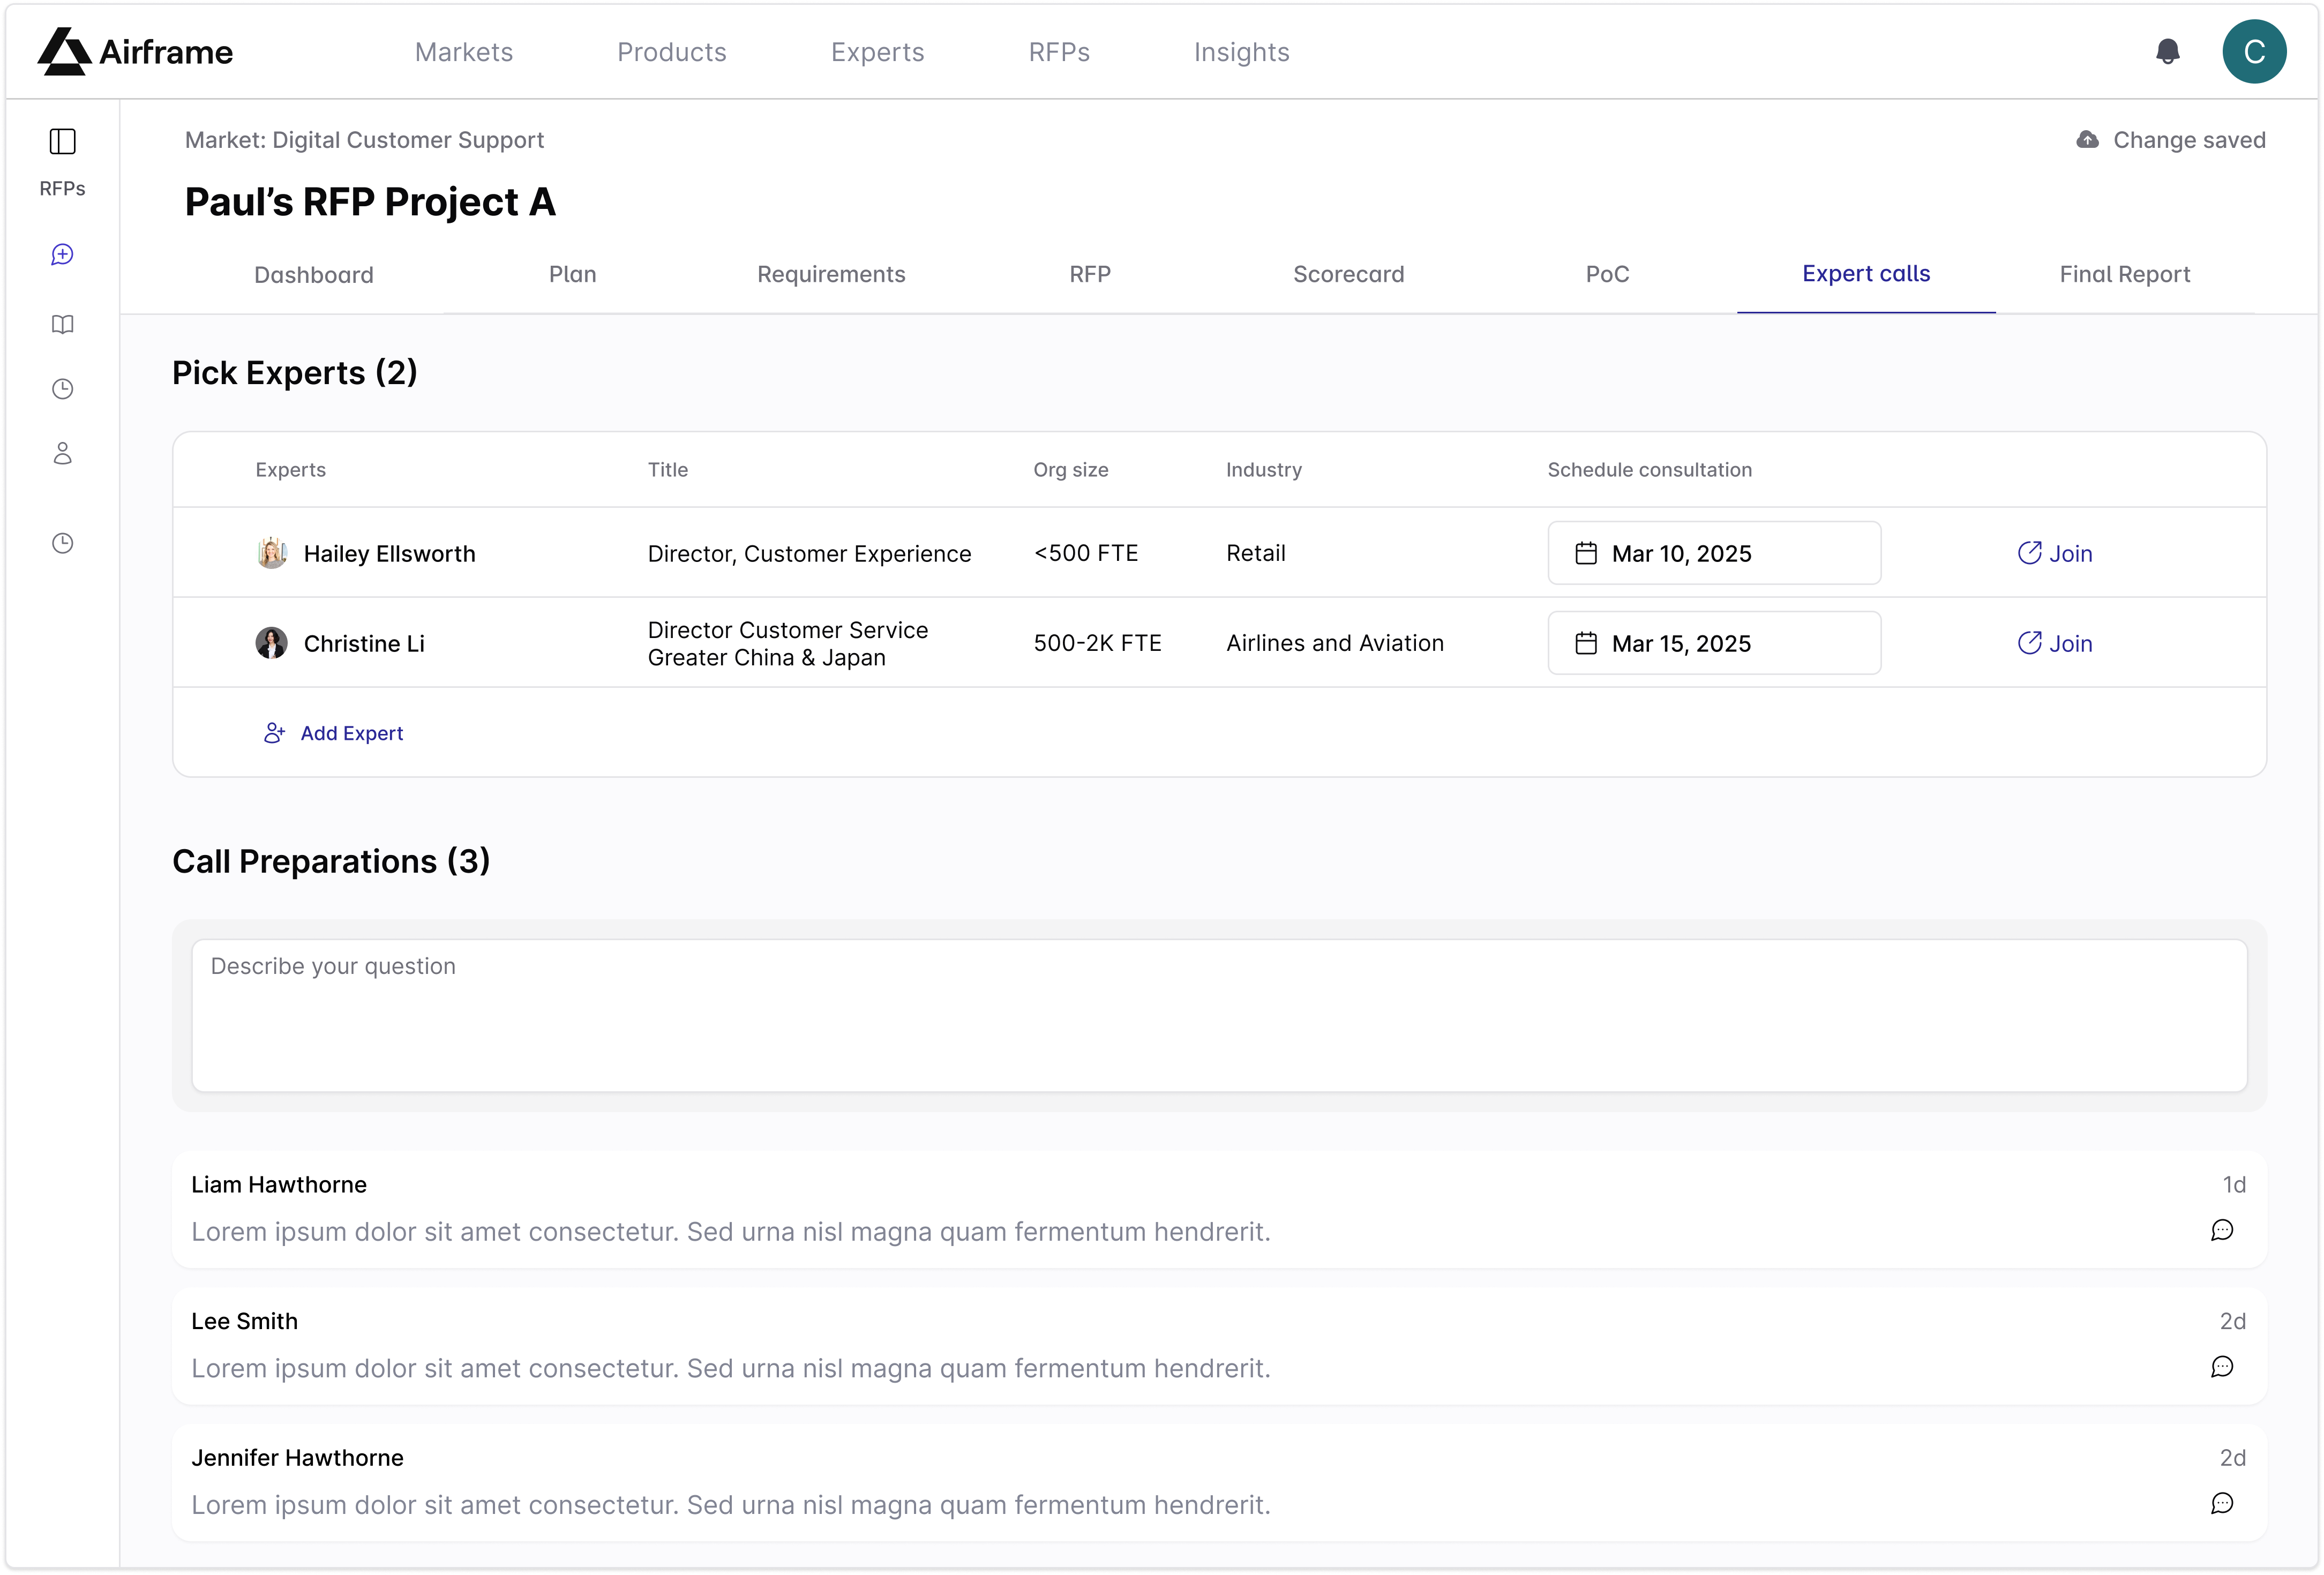 Airframe
Markets
Products
Experts
RFPs
Insights
C
RFPs
Market: Digital Customer Support
Change saved
Paul’s RFP Project A
Dashboard
Plan
Requirements
RFP
Scorecard
PoC
Expert calls
Final Report
Pick Experts (2)
Experts
Title
Org size
Industry
Schedule consultation
Hailey Ellsworth
Director, Customer Experience
<500 FTE
Retail
Mar 10, 2025
Join
Christine Li
Director Customer Service
Greater China & Japan
500-2K FTE
Airlines and Aviation
Mar 15, 2025
Join
Add Expert
Call Preparations (3)
Describe your question
Liam Hawthorne
1d
Lorem ipsum dolor sit amet consectetur. Sed urna nisl magna quam fermentum hendrerit.
Lee Smith
2d
Lorem ipsum dolor sit amet consectetur. Sed urna nisl magna quam fermentum hendrerit.
Jennifer Hawthorne
2d
Lorem ipsum dolor sit amet consectetur. Sed urna nisl magna quam fermentum hendrerit.